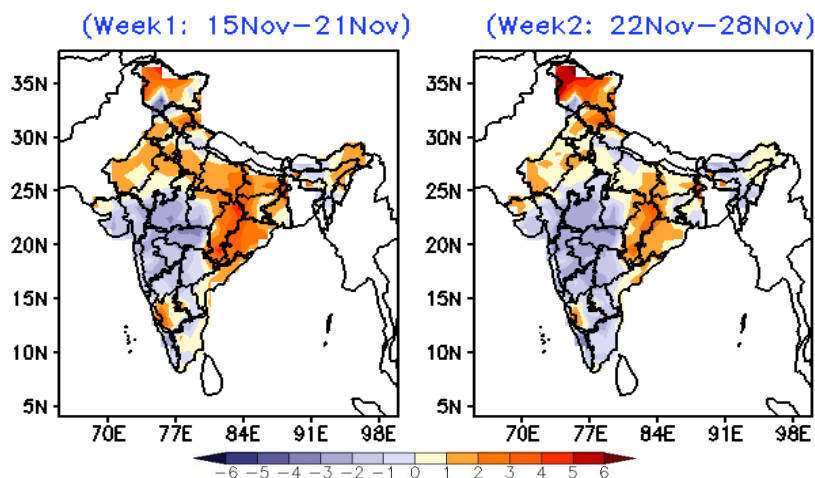 (Week1: 15Nov−21Nov) (Week2: 22Nov−28Nov)
35N 35N
30N 30N
25N 25N
20N 20N
15N 15N
10N 10N
5N 5N
70E 77E 84E 91E 98E 70E 77E 84E 91E 98E
−6 −5 −4 −3 −2 −1 0 1 2 3 4 5 6